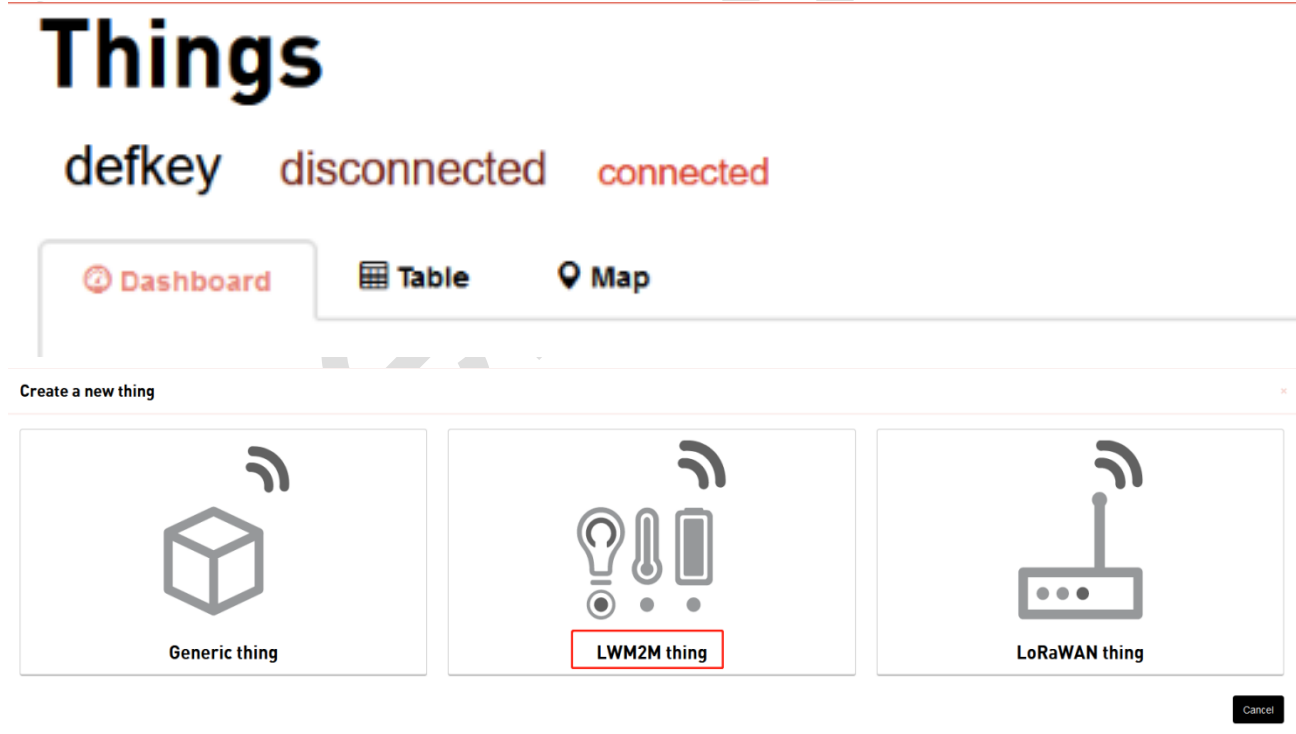 Things
defkey disconnected connected
Dashboard Table Map
Create a new thing ×
Generic thing LWM2M thing LoRaWAN thing
Cancel